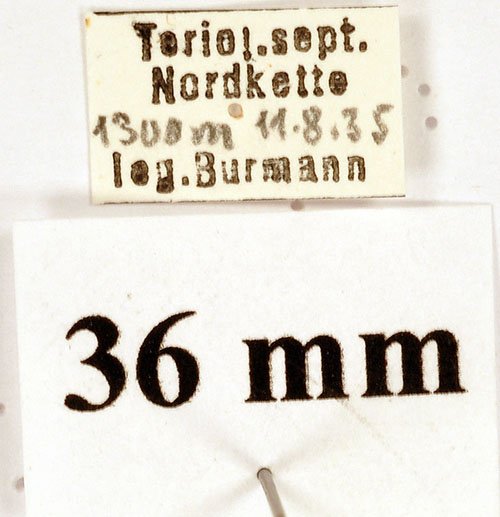 Teriol.sept.
Nordkette
1300m 11.8.35
leg.Burmann
36 mm